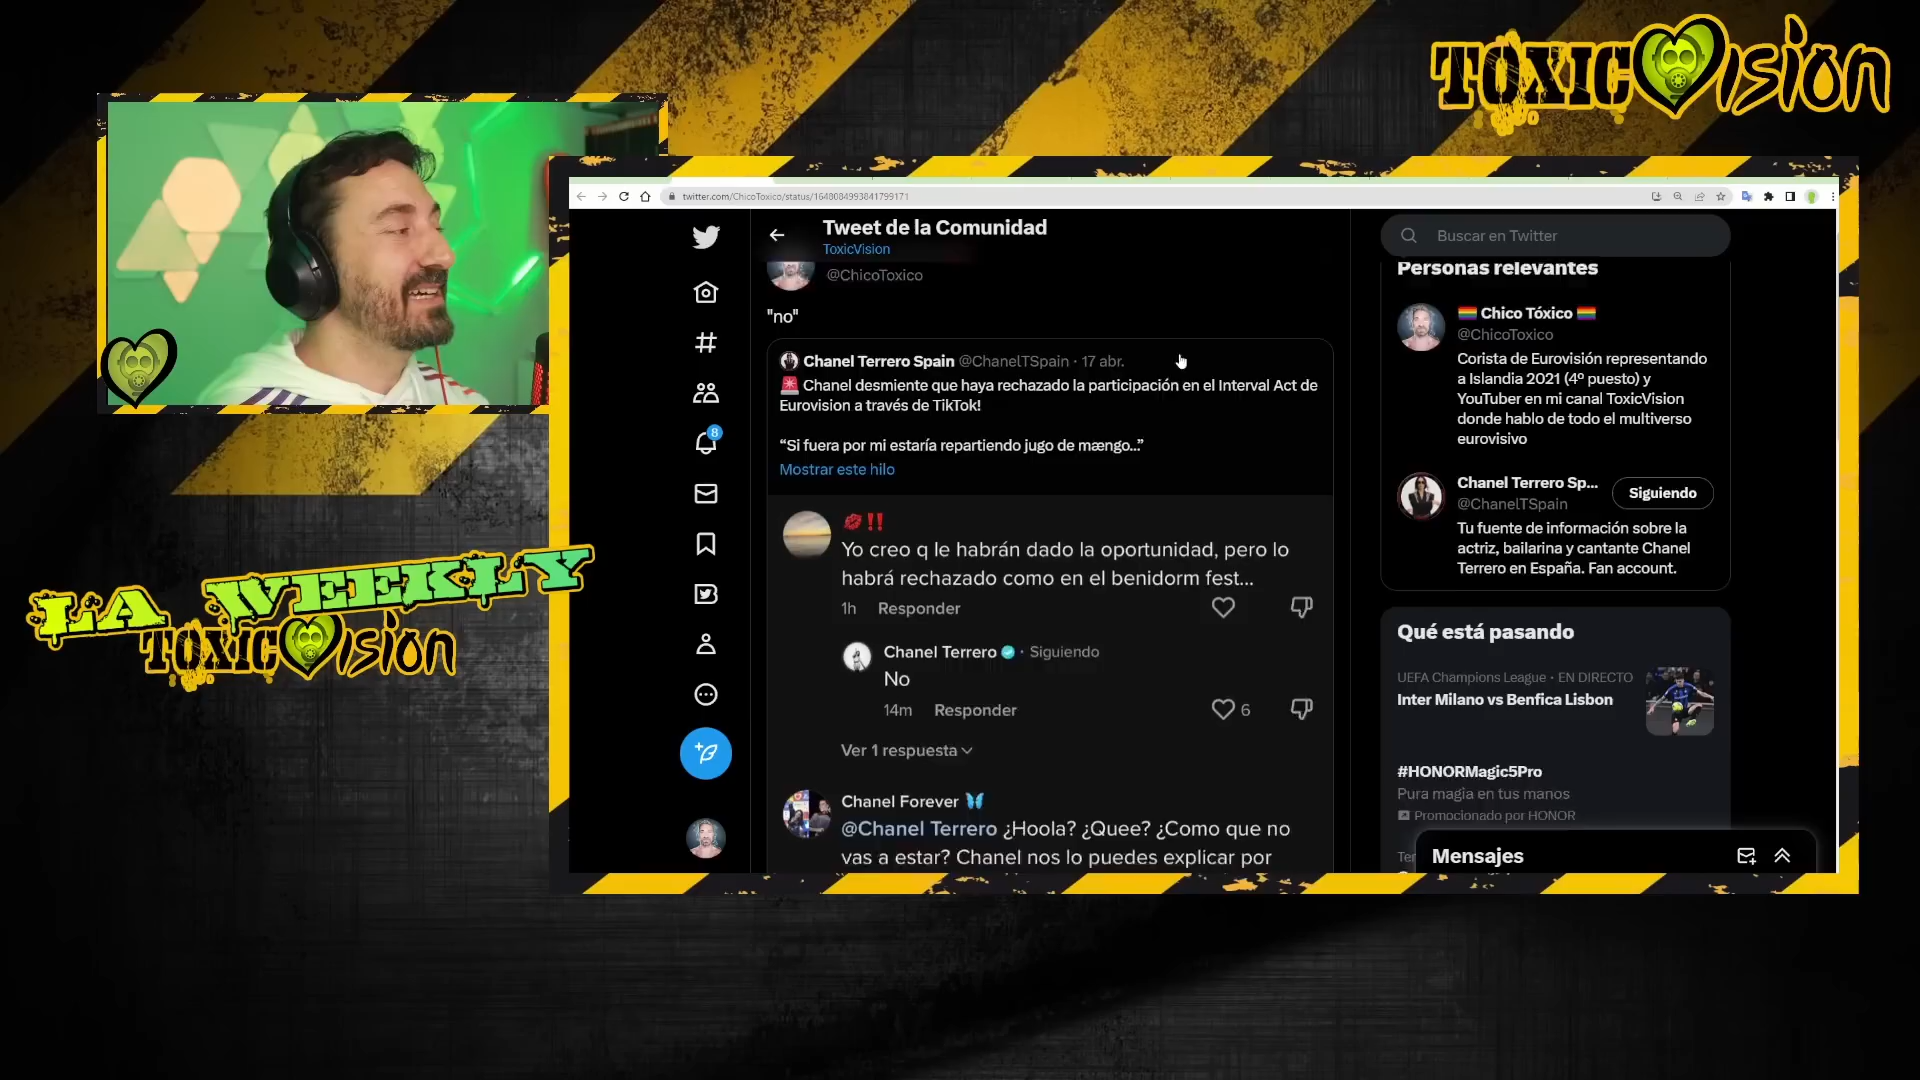 TOXICVision
twitter.com/ChicoToxico/status/1648084993841799171
Tweet de la Comunidad
ToxicVision
@ChicoToxico
"no"
Chanel Terrero Spain @ChanelTSpain · 17 abr.
🚨 Chanel desmiente que haya rechazado la participación en el Interval Act de
Eurovision a través de TikTok!
“Si fuera por mi estaría repartiendo jugo de mængo...”
Mostrar este hilo
💋‼️
Yo creo q le habrán dado la oportunidad, pero lo
habrá rechazado como en el benidorm fest...
1h Responder
Chanel Terrero · Siguiendo
No
14m Responder
6
Ver 1 respuesta
Chanel Forever 🦋
@Chanel Terrero ¿Hoola? ¿Quee? ¿Como que no
vas a estar? Chanel nos lo puedes explicar por
8
Buscar en Twitter
Personas relevantes
🏳️‍🌈 Chico Tóxico 🏳️‍🌈
@ChicoToxico
Corista de Eurovisión representando
a Islandia 2021 (4º puesto) y
YouTuber en mi canal ToxicVision
donde hablo de todo el multiverso
eurovisivo
Chanel Terrero Sp...
Siguiendo
@ChanelTSpain
Tu fuente de información sobre la
actriz, bailarina y cantante Chanel
Terrero en España. Fan account.
Qué está pasando
UEFA Champions League · EN DIRECTO
Inter Milano vs Benfica Lisbon
#HONORMagic5Pro
Pura magia en tus manos
Promocionado por HONOR
Mensajes
LA WEEKLY
TOXICVision